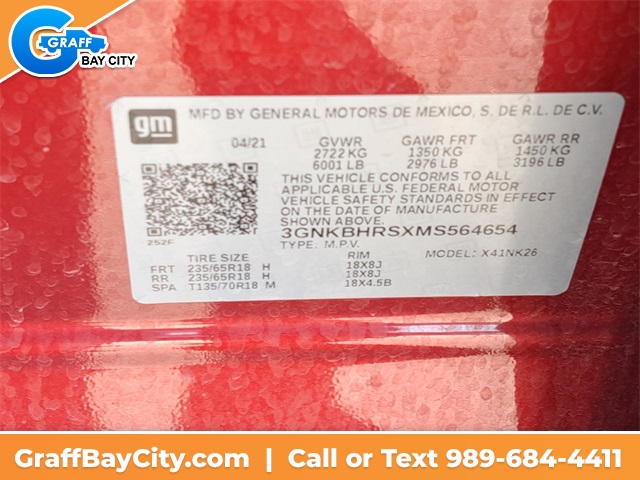 GRAFF
BAY CITY
gm
MFD BY GENERAL MOTORS DE MEXICO, S. DE R.L. DE C.V.
04/21 GVWR GAWR FRT GAWR RR
2722 KG 1350 KG 1450 KG
6001 LB 2976 LB 3196 LB
THIS VEHICLE CONFORMS TO ALL
APPLICABLE U.S. FEDERAL MOTOR
VEHICLE SAFETY STANDARDS IN EFFECT
ON THE DATE OF MANUFACTURE
SHOWN ABOVE.
252F
3GNKBHRSXMS564654
TYPE: M.P.V. MODEL: X41NK26
TIRE SIZE RIM
FRT 235/65R18 H 18X8J
RR 235/65R18 H 18X8J
SPA T135/70R18 M 18X4.5B
GraffBayCity.com | Call or Text 989-684-4411